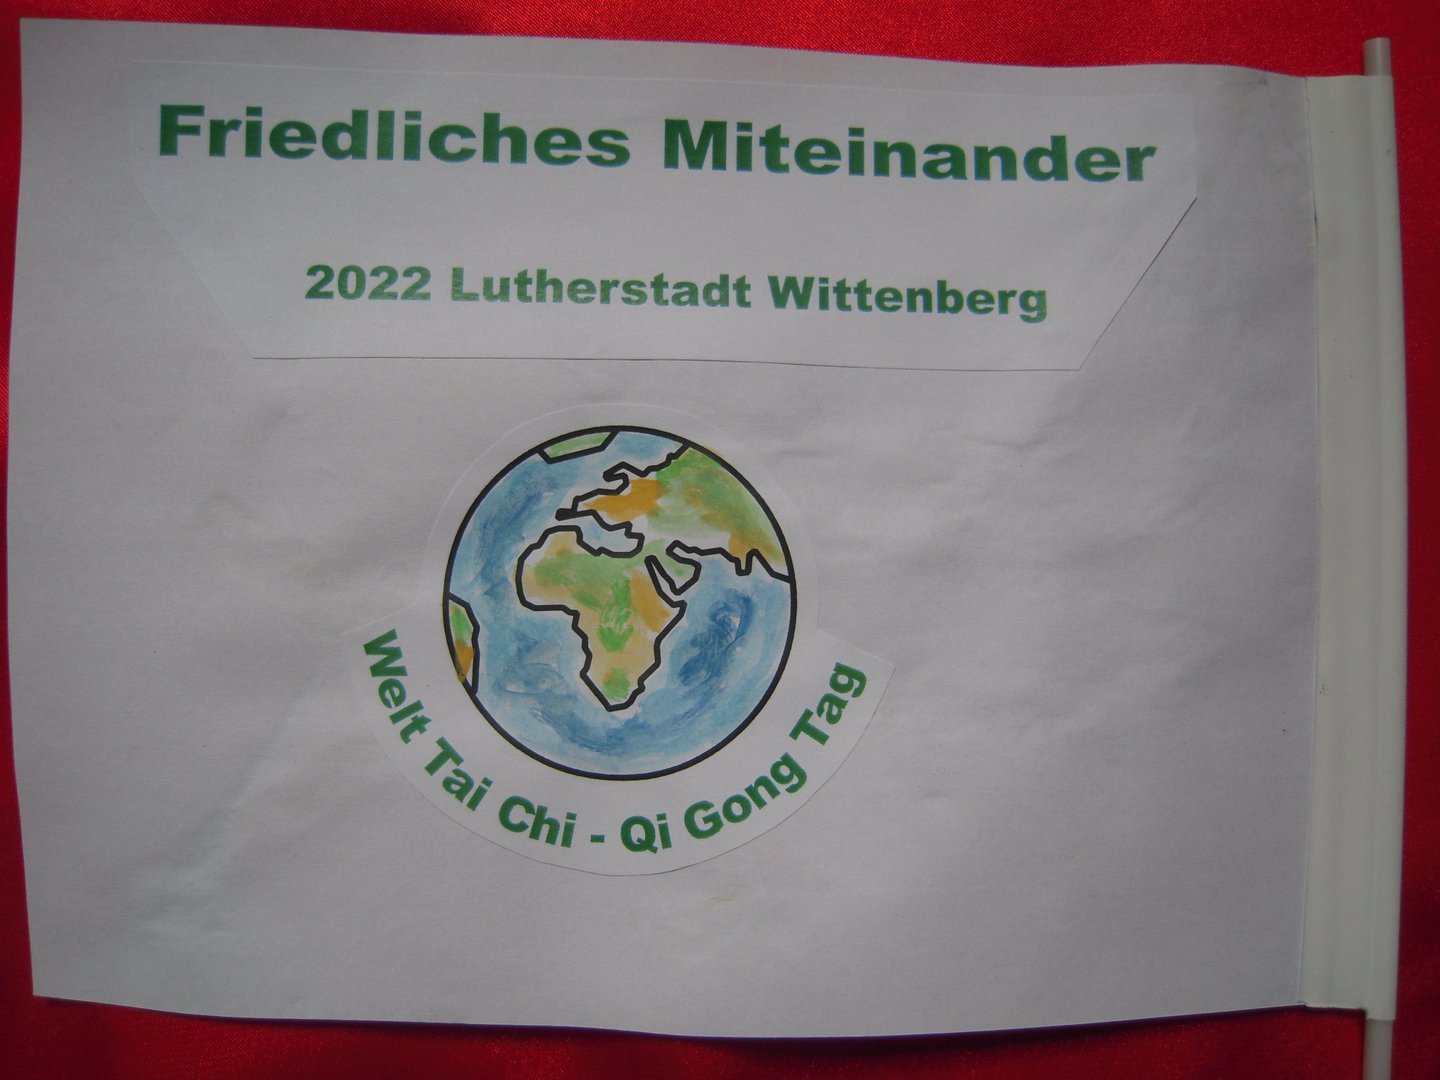 Friedliches Miteinander
2022 Lutherstadt Wittenberg
Welt Tai Chi - Qi Gong Tag